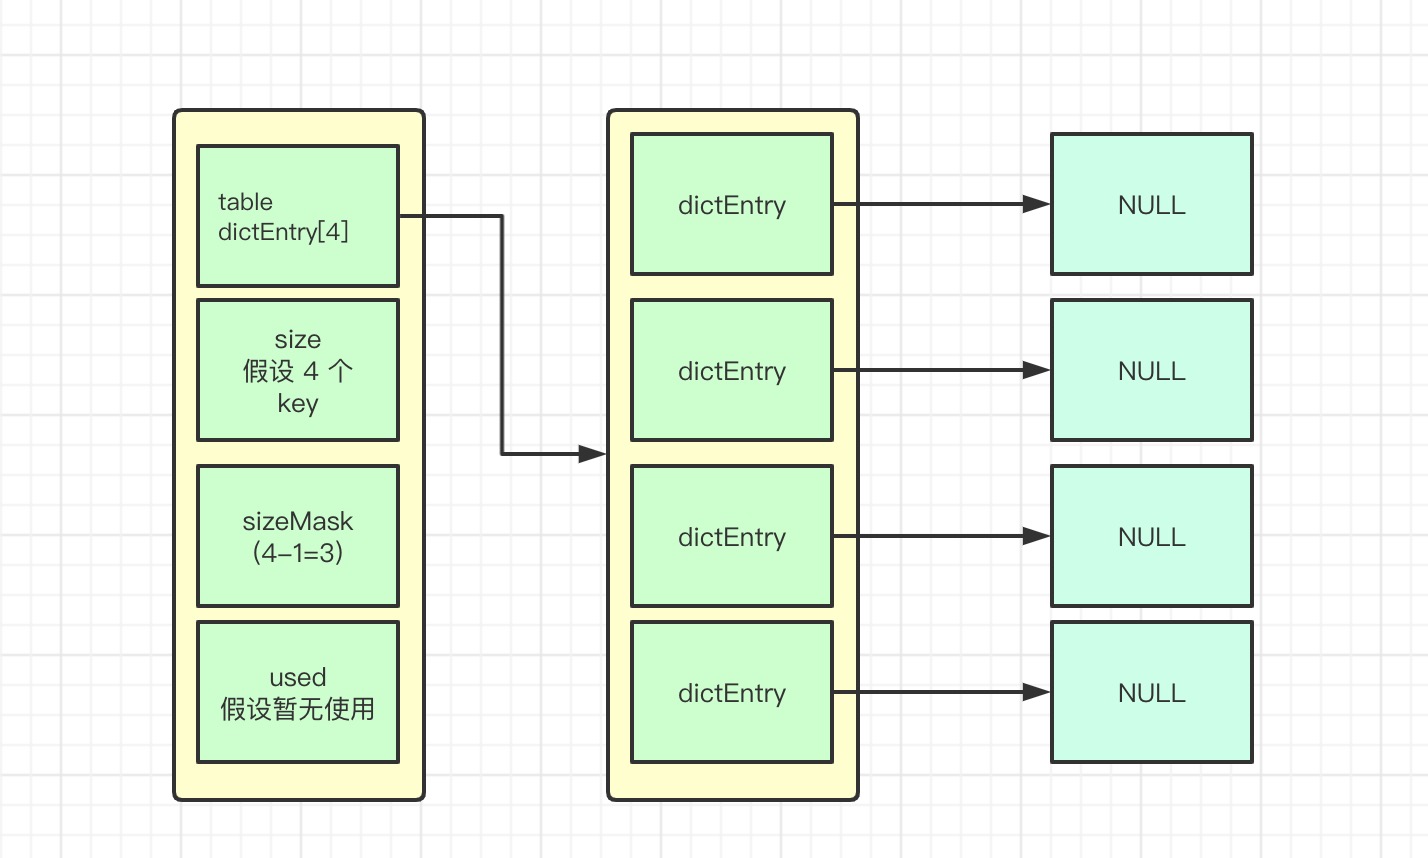 table
dictEntry[4]
size
假设 4 个
key
sizeMask
(4-1=3)
used
假设暂无使用
dictEntry
dictEntry
dictEntry
dictEntry
NULL
NULL
NULL
NULL